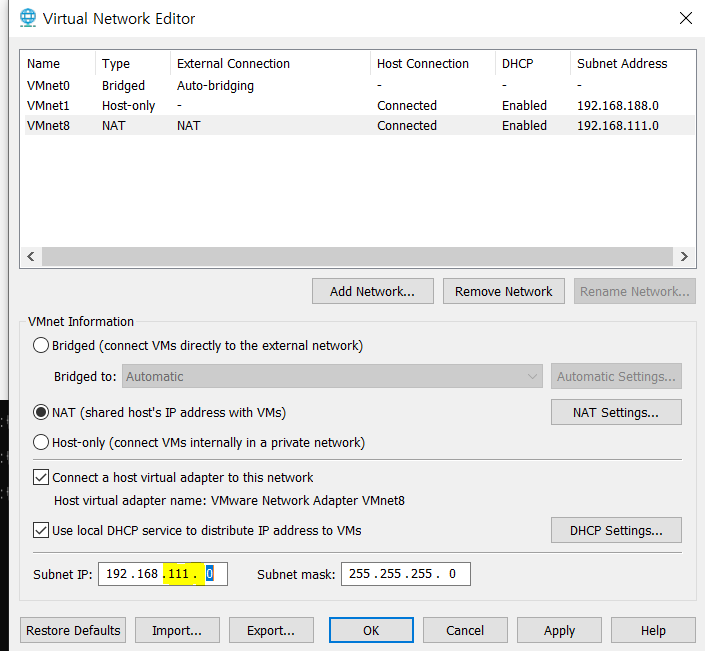 Virtual Network Editor
Name Type External Connection Host Connection DHCP Subnet Address
VMnet0 Bridged Auto-bridging - - -
VMnet1 Host-only - Connected Enabled 192.168.188.0
VMnet8 NAT NAT Connected Enabled 192.168.111.0
Add Network... Remove Network Rename Network...
VMnet Information
Bridged (connect VMs directly to the external network)
Bridged to: Automatic Automatic Settings...
NAT (shared host's IP address with VMs) NAT Settings...
Host-only (connect VMs internally in a private network)
Connect a host virtual adapter to this network
Host virtual adapter name: VMware Network Adapter VMnet8
Use local DHCP service to distribute IP address to VMs DHCP Settings...
Subnet IP: 192 .168 .111 . 0 Subnet mask: 255 .255 .255 . 0
Restore Defaults Import... Export... OK Cancel Apply Help